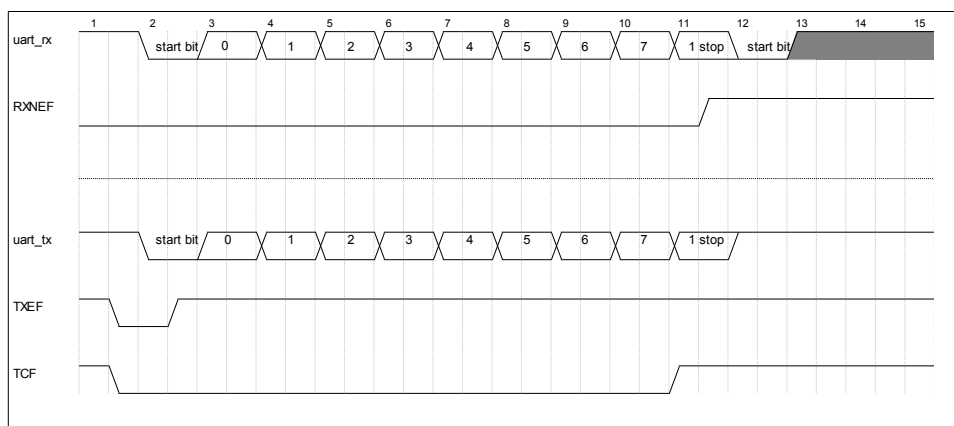 1 2 3 4 5 6 7 8 9 10 11 12 13 14 15
uart_rx start bit 0 1 2 3 4 5 6 7 1 stop start bit
RXNEF
uart_tx start bit 0 1 2 3 4 5 6 7 1 stop
TXEF
TCF